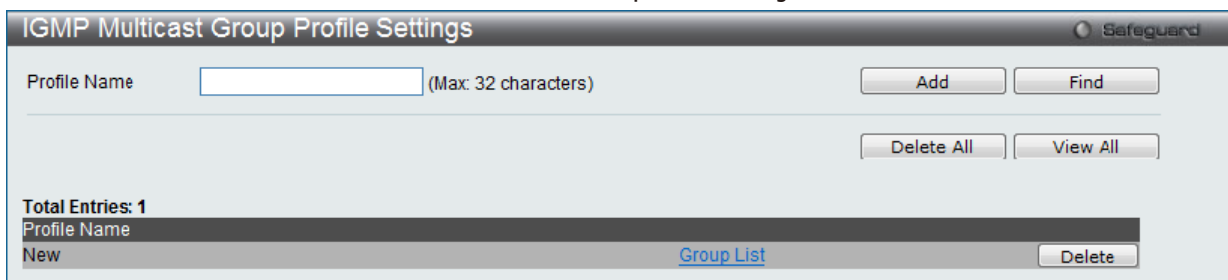 IGMP Multicast Group Profile Settings Safeguard
Profile Name (Max: 32 characters) Add Find
Delete All View All
Total Entries: 1
Profile Name
New Group List Delete